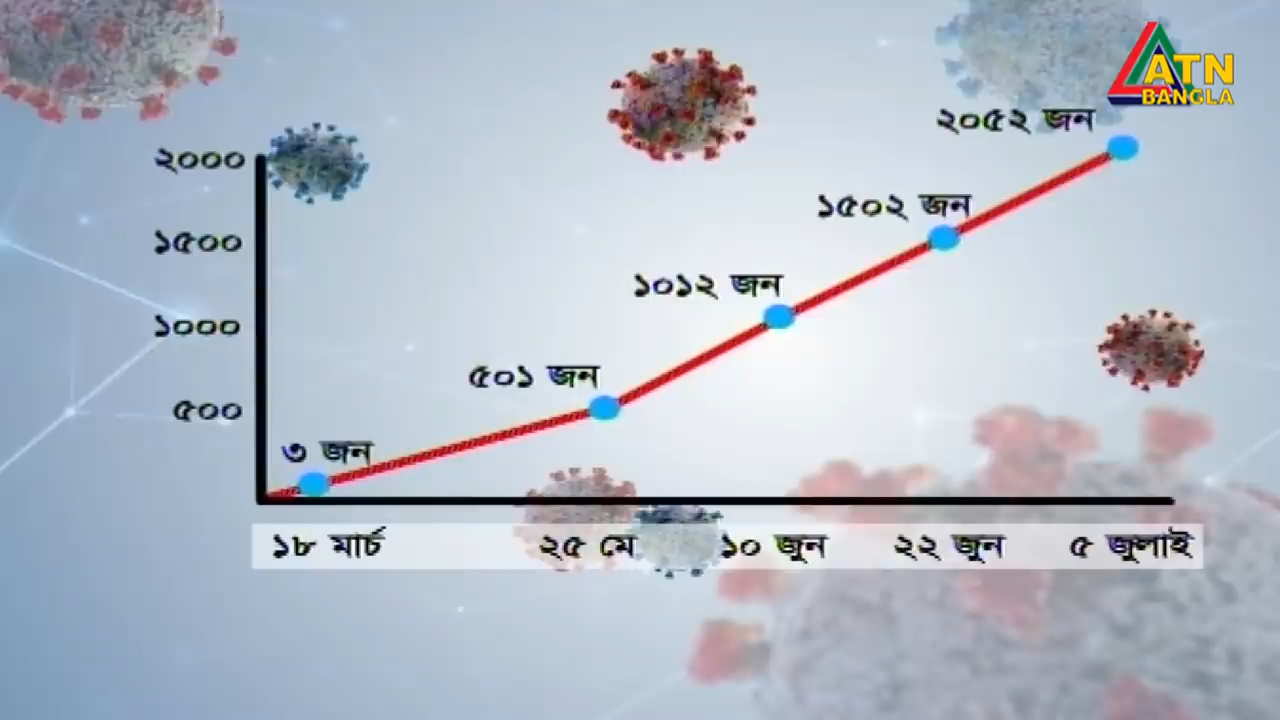 ATN
BANGLA
২০৫২ জন
২০০০
১৫০২ জন
১৫০০
১০১২ জন
১০০০
৫০১ জন
৫০০
৩ জন
১৮ মার্চ ২৫ মে ১০ জুন ২২ জুন ৫ জুলাই